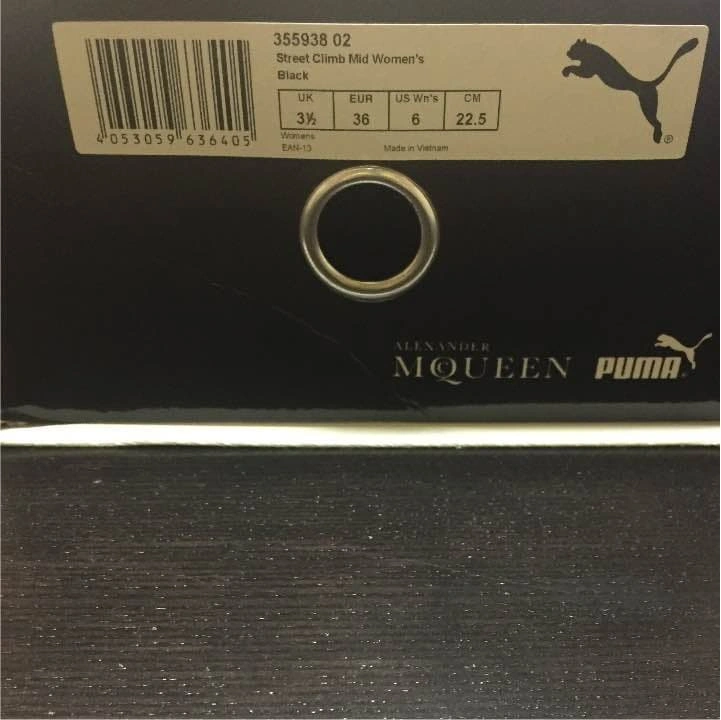 355938 02
Street Climb Mid Women's
Black
UK EUR US Wn's CM
3½ 36 6 22.5
Womens
EAN-13 Made in Vietnam
4 053059 636405
®
ALEXANDER
McQUEEN PUMA®